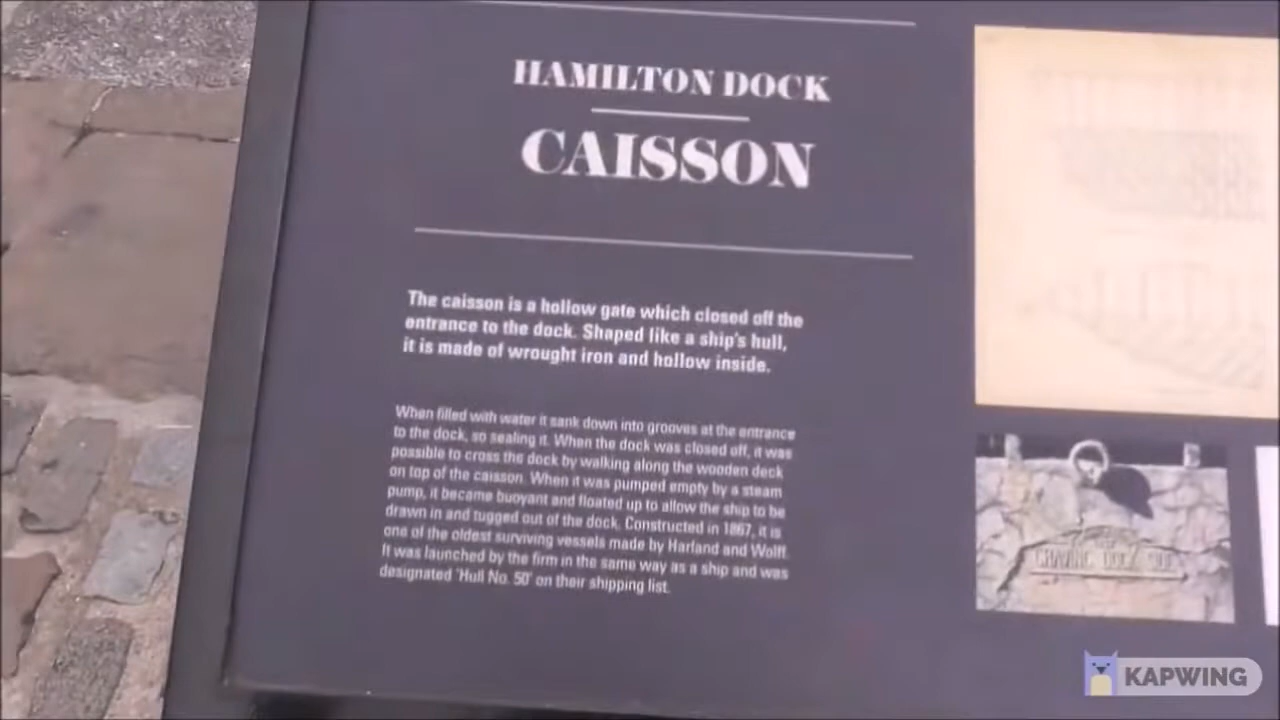 HAMILTON DOCK
CAISSON
The caisson is a hollow gate which closed off the
entrance to the dock. Shaped like a ship's hull,
it is made of wrought iron and hollow inside.
When filled with water it sank down into grooves at the entrance
to the dock, so sealing it. When the dock was closed off, it was
possible to cross the dock by walking along the wooden deck
on top of the caisson. When it was pumped empty by a steam
pump, it became buoyant and floated up to allow the ship to be
drawn in and tugged out of the dock. Constructed in 1867, it is
one of the oldest surviving vessels made by Harland and Wolff.
It was launched by the firm in the same way as a ship and was
designated 'Hull No. 50' on their shipping list.
GRAVING DOCK
KAPWING